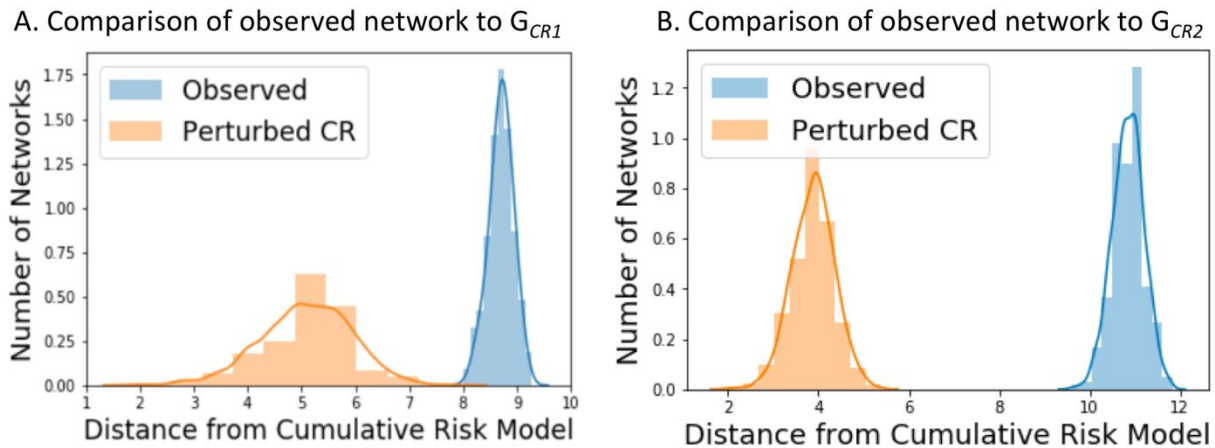 A. Comparison of observed network to GCR1
Number of Networks
1.75
1.50
1.25
1.00
0.75
0.50
0.25
0.00
Observed
Perturbed CR
1 2 3 4 5 6 7 8 9 10
Distance from Cumulative Risk Model
B. Comparison of observed network to GCR2
Number of Networks
1.2
1.0
0.8
0.6
0.4
0.2
0.0
Observed
Perturbed CR
2 4 6 8 10 12
Distance from Cumulative Risk Model